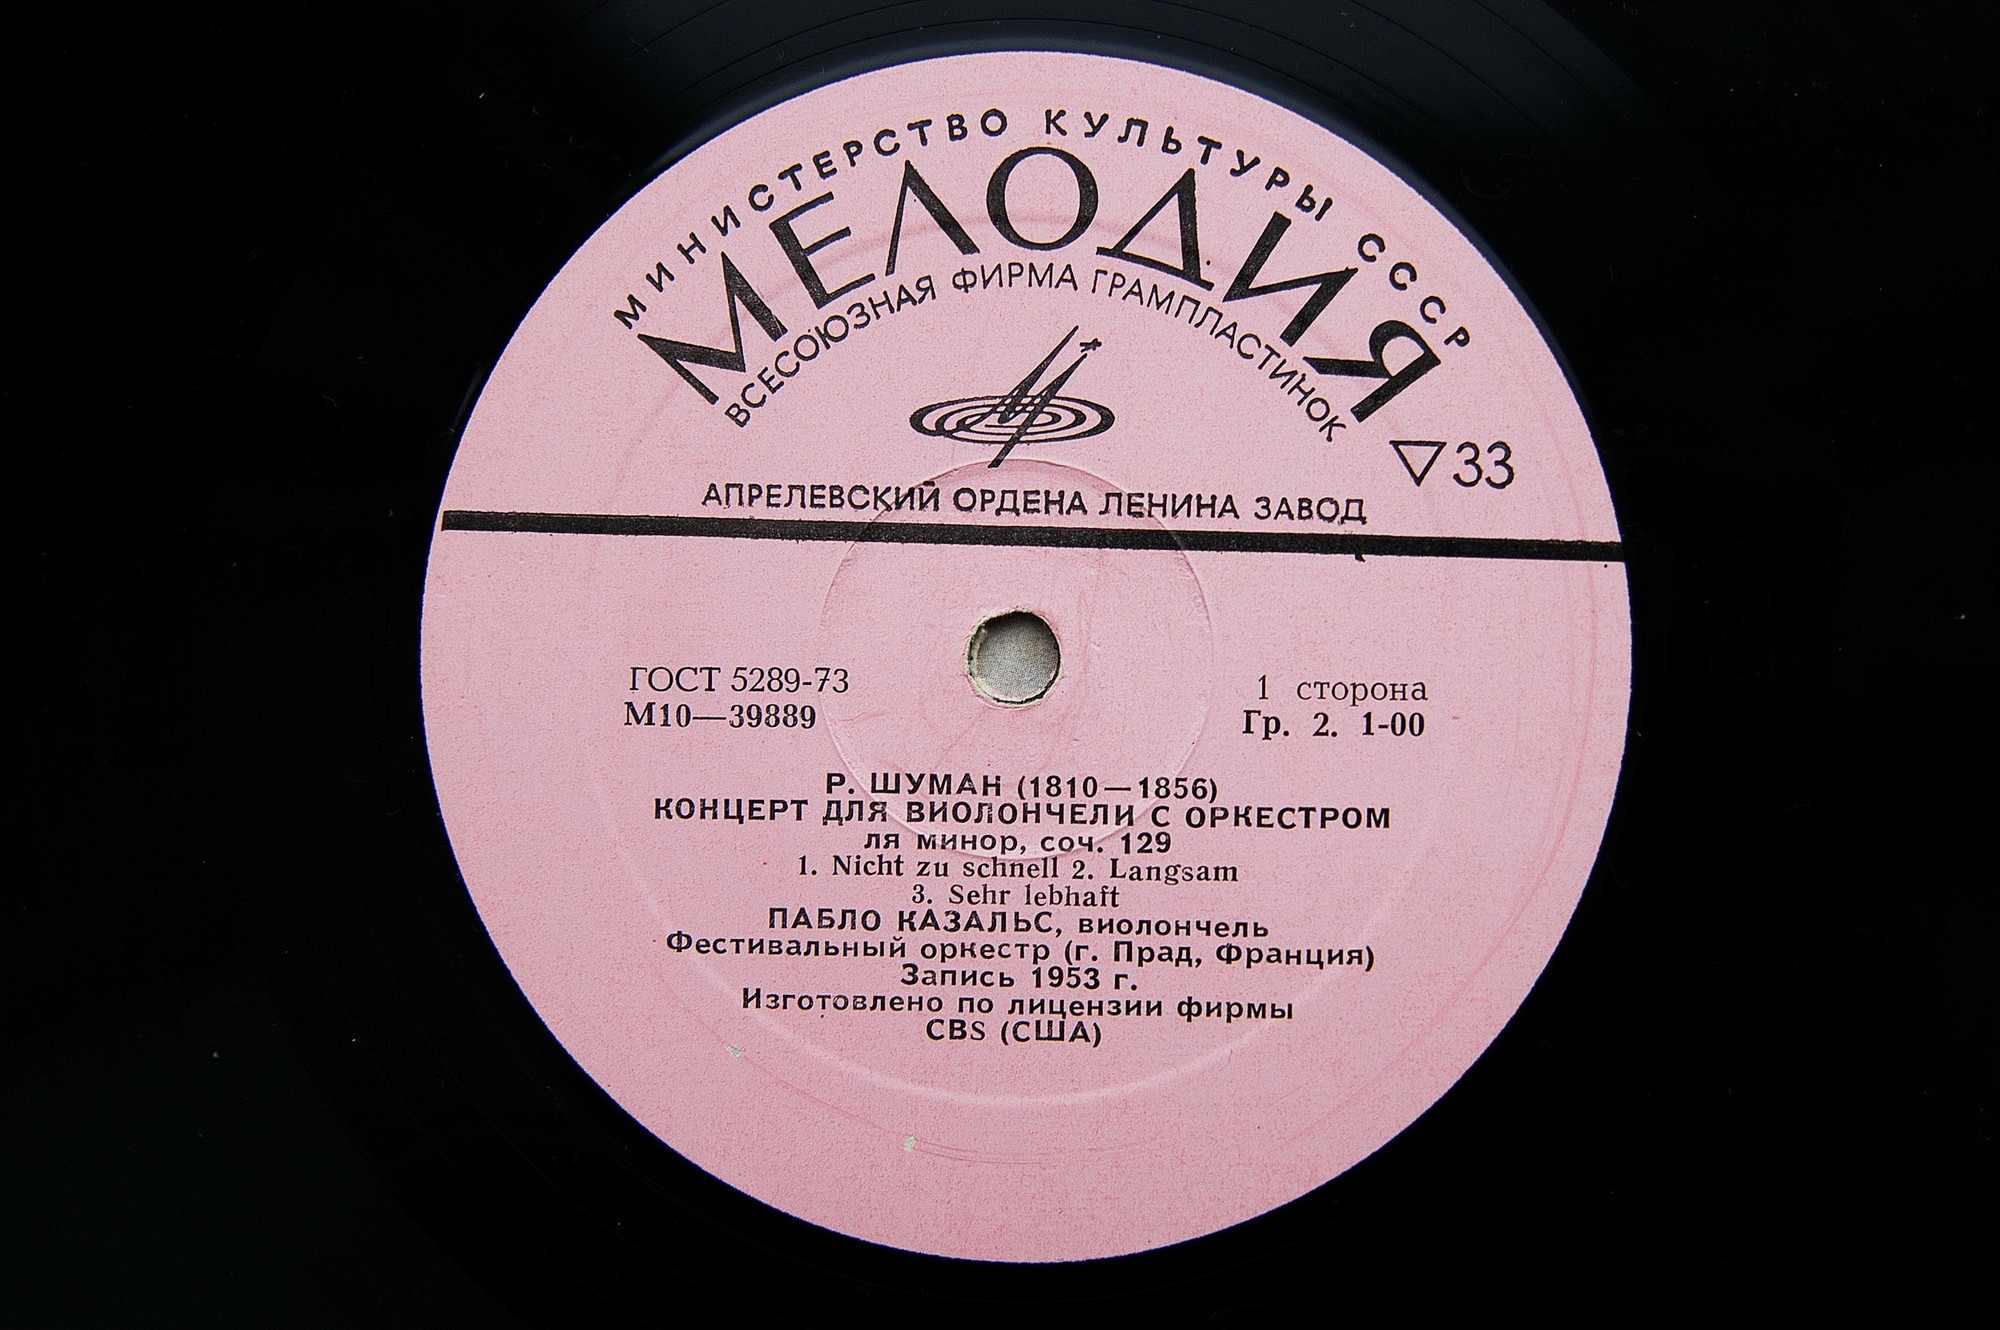 МИНИСТЕРСТВО КУЛЬТУРЫ СССР
МЕЛОДИЯ
ВСЕСОЮЗНАЯ ФИРМА ГРАМПЛАСТИНОК
▽33
АПРЕЛЕВСКИЙ ОРДЕНА ЛЕНИНА ЗАВОД
ГОСТ 5289-73
М10—39889
1 сторона
Гр. 2. 1-00
Р. ШУМАН (1810—1856)
КОНЦЕРТ ДЛЯ ВИОЛОНЧЕЛИ С ОРКЕСТРОМ
ля минор, соч. 129
1. Nicht zu schnell 2. Langsam
3. Sehr lebhaft
ПАБЛО КАЗАЛЬС, виолончель
Фестивальный оркестр (г. Прад, Франция)
Запись 1953 г.
Изготовлено по лицензии фирмы
CBS (США)